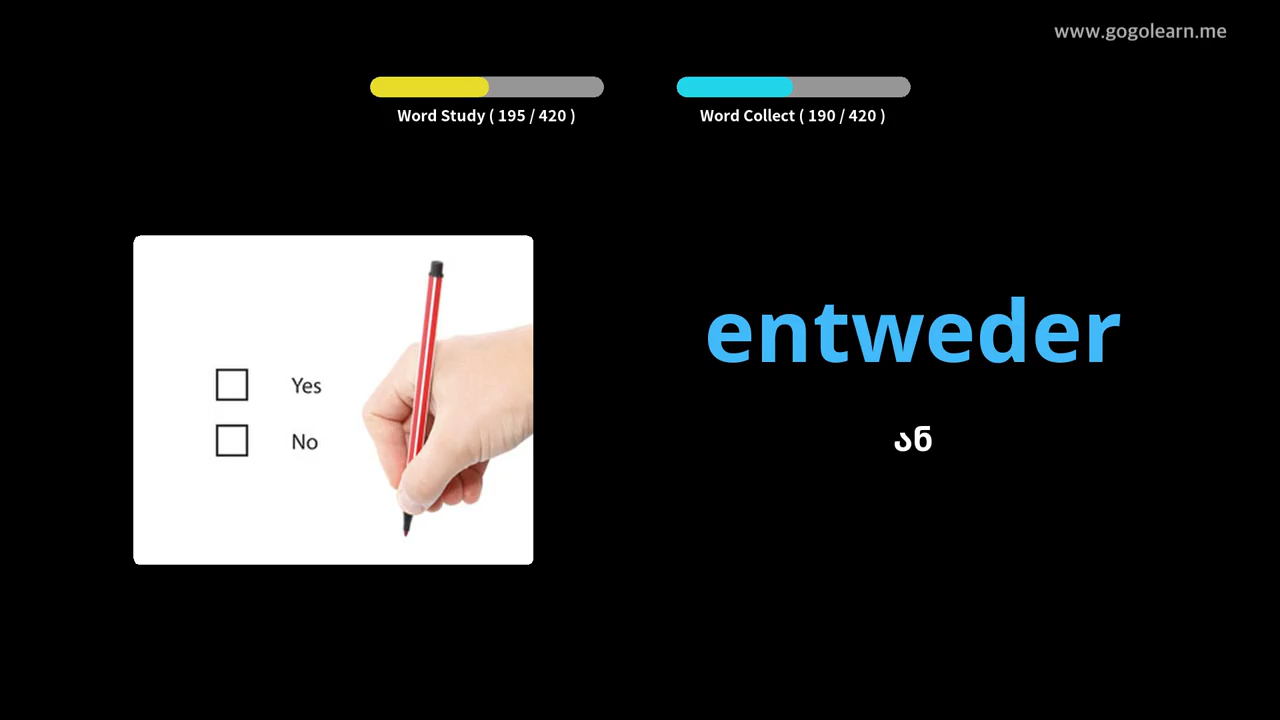 www.gogolearn.me
Word Study ( 195 / 420 )
Word Collect ( 190 / 420 )
Yes
No
entweder
ან